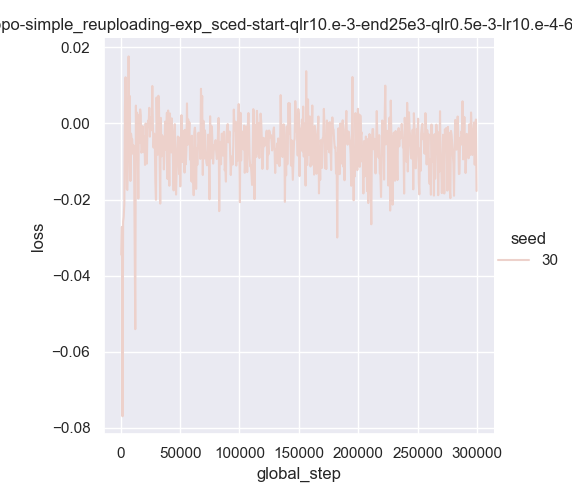 po-simple_reuploading-exp_sced-start-qlr10.e-3-end25e3-qlr0.5e-3-lr10.e-4-6
0.02
0.00
−0.02
−0.04
−0.06
−0.08
loss
0 50000 100000 150000 200000 250000 300000
global_step
seed
30